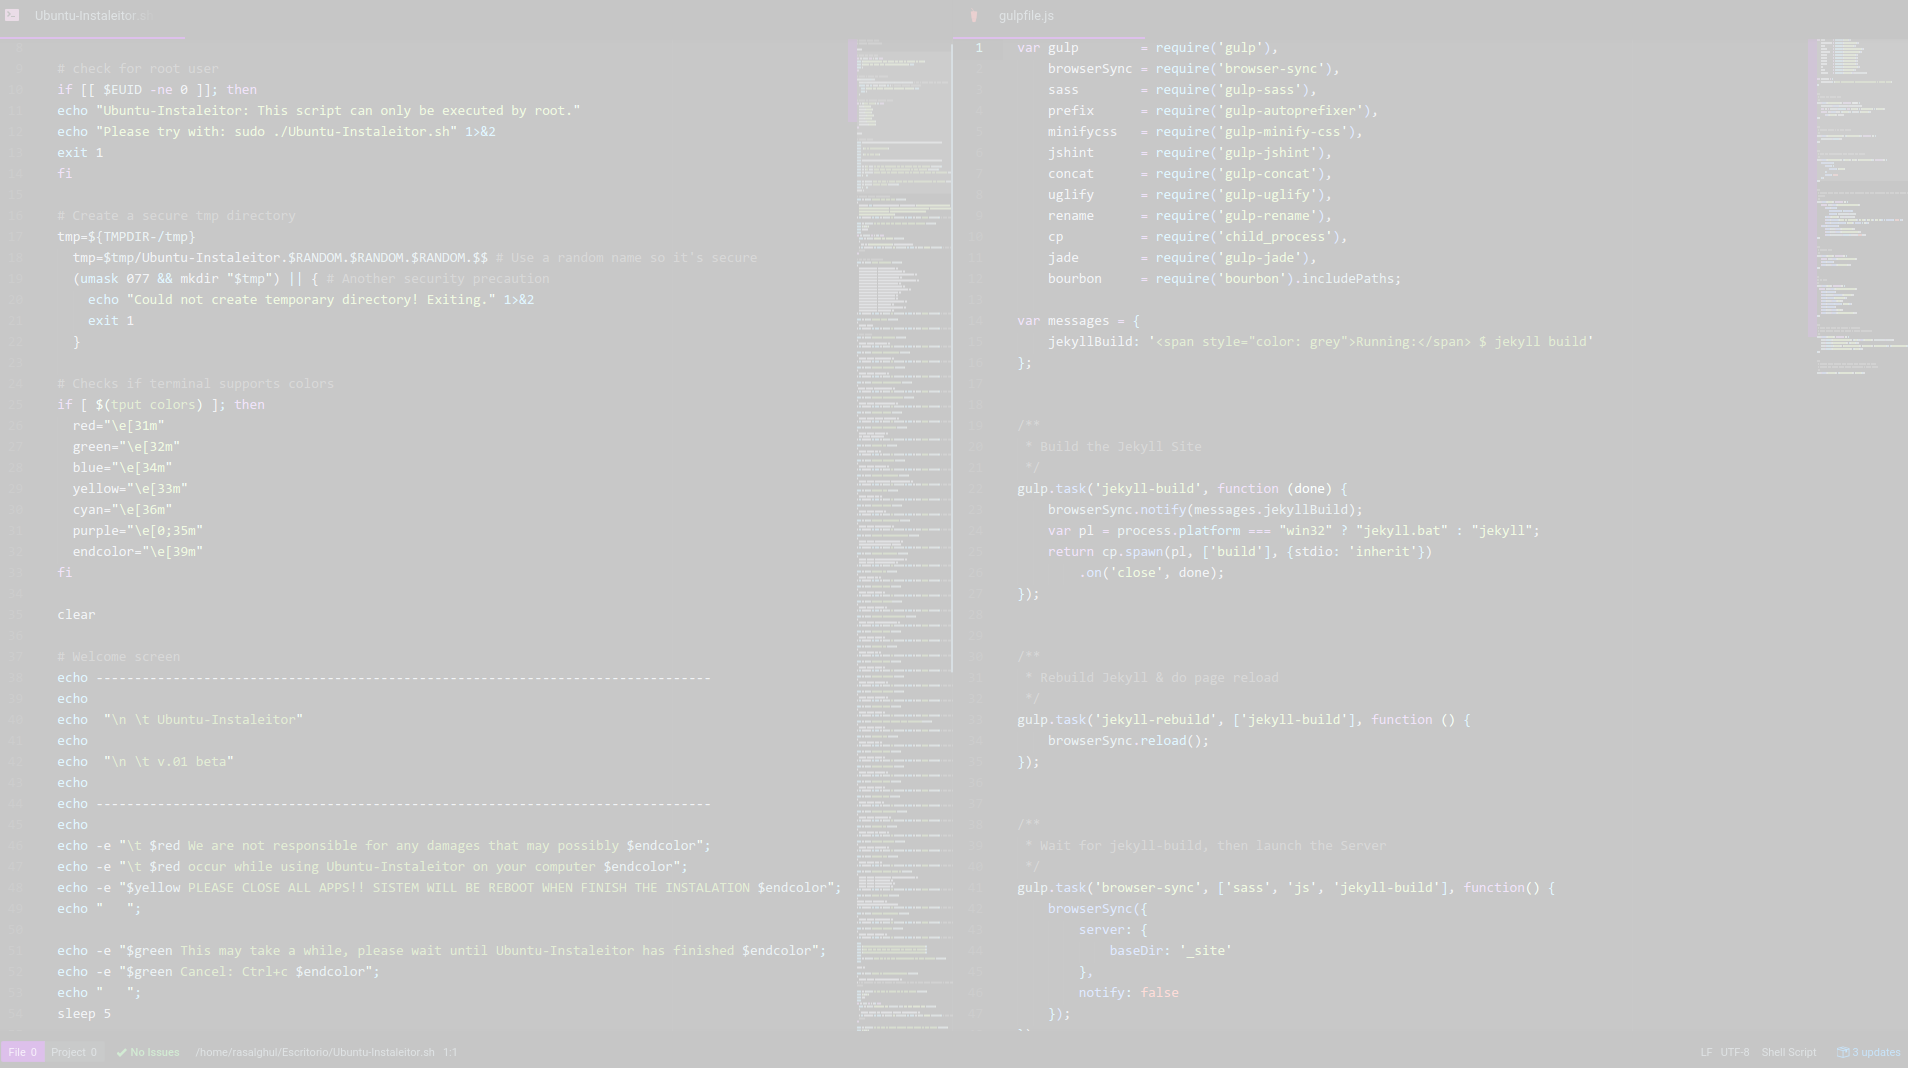 Ubuntu-Instaleitor.sh
# check for root user
if [[ $EUID -ne 0 ]]; then
echo "Ubuntu-Instaleitor: This script can only be executed by root."
echo "Please try with: sudo ./Ubuntu-Instaleitor.sh" 1>&2
exit 1
fi
# Create a secure tmp directory
tmp=${TMPDIR-/tmp}
tmp=$tmp/Ubuntu-Instaleitor.$RANDOM.$RANDOM.$RANDOM.$$ # Use a random name so it's secure
(umask 077 && mkdir "$tmp") || { # Another security precaution
echo "Could not create temporary directory! Exiting." 1>&2
exit 1
}
# Checks if terminal supports colors
if [ $(tput colors) ]; then
red="\e[31m"
green="\e[32m"
blue="\e[34m"
yellow="\e[33m"
cyan="\e[36m"
purple="\e[0;35m"
endcolor="\e[39m"
fi
clear
# Welcome screen
echo --------------------------------------------------------------------------------
echo
echo  "\n \t Ubuntu-Instaleitor"
echo
echo  "\n \t v.01 beta"
echo
echo --------------------------------------------------------------------------------
echo
echo -e "\t $red We are not responsible for any damages that may possibly $endcolor";
echo -e "\t $red occur while using Ubuntu-Instaleitor on your computer $endcolor";
echo -e "$yellow PLEASE CLOSE ALL APPS!! SISTEM WILL BE REBOOT WHEN FINISH THE INSTALATION $endcolor";
echo "   ";
echo -e "$green This may take a while, please wait until Ubuntu-Instaleitor has finished $endcolor";
echo -e "$green Cancel: Ctrl+c $endcolor";
echo "   ";
sleep 5
gulpfile.js
1 var gulp        = require('gulp'),
browserSync = require('browser-sync'),
sass        = require('gulp-sass'),
prefix      = require('gulp-autoprefixer'),
minifycss   = require('gulp-minify-css'),
jshint      = require('gulp-jshint'),
concat      = require('gulp-concat'),
uglify      = require('gulp-uglify'),
rename      = require('gulp-rename'),
cp          = require('child_process'),
jade        = require('gulp-jade'),
bourbon     = require('bourbon').includePaths;
var messages = {
jekyllBuild: '<span style="color: grey">Running:</span> $ jekyll build'
};
/**
* Build the Jekyll Site
*/
gulp.task('jekyll-build', function (done) {
browserSync.notify(messages.jekyllBuild);
var pl = process.platform === "win32" ? "jekyll.bat" : "jekyll";
return cp.spawn(pl, ['build'], {stdio: 'inherit'})
.on('close', done);
});
/**
* Rebuild Jekyll & do page reload
*/
gulp.task('jekyll-rebuild', ['jekyll-build'], function () {
browserSync.reload();
});
/**
* Wait for jekyll-build, then launch the Server
*/
gulp.task('browser-sync', ['sass', 'js', 'jekyll-build'], function() {
browserSync({
server: {
baseDir: '_site'
},
notify: false
});
File 0 Project 0 No Issues /home/rasalghul/Escritorio/Ubuntu-Instaleitor.sh 1:1 LF UTF-8 Shell Script 3 updates